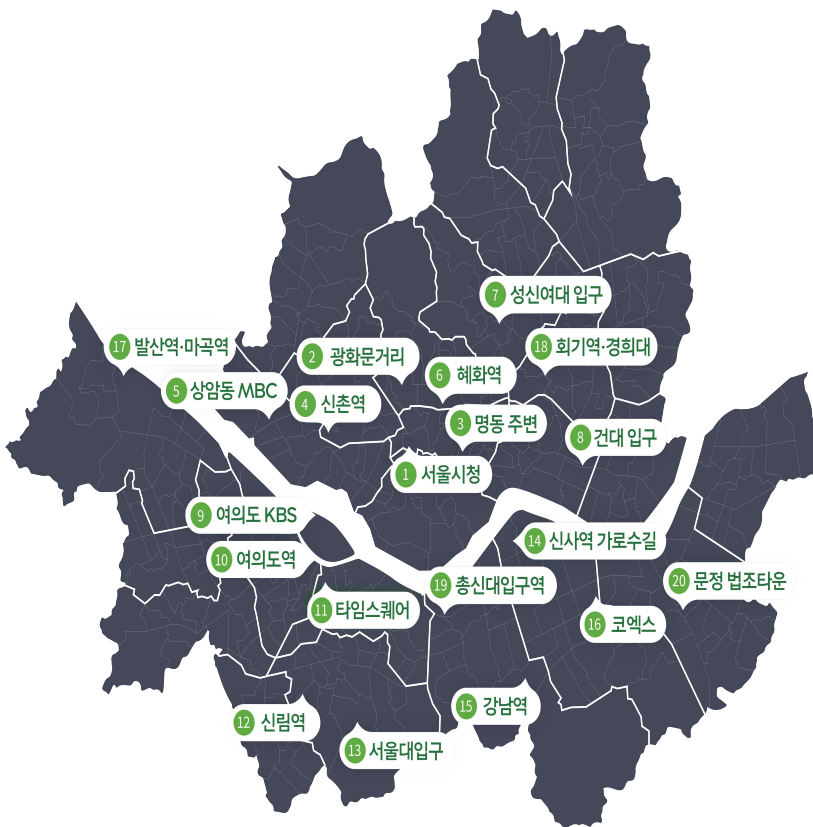 7 성신여대 입구
17 발산역·마곡역
2 광화문거리
18 회기역·경희대
6 혜화역
5 상암동 MBC
4 신촌역
3 명동 주변
8 건대 입구
1 서울시청
9 여의도 KBS
14 신사역 가로수길
10 여의도역
19 총신대입구역
20 문정 법조타운
11 타임스퀘어
16 코엑스
15 강남역
12 신림역
13 서울대입구